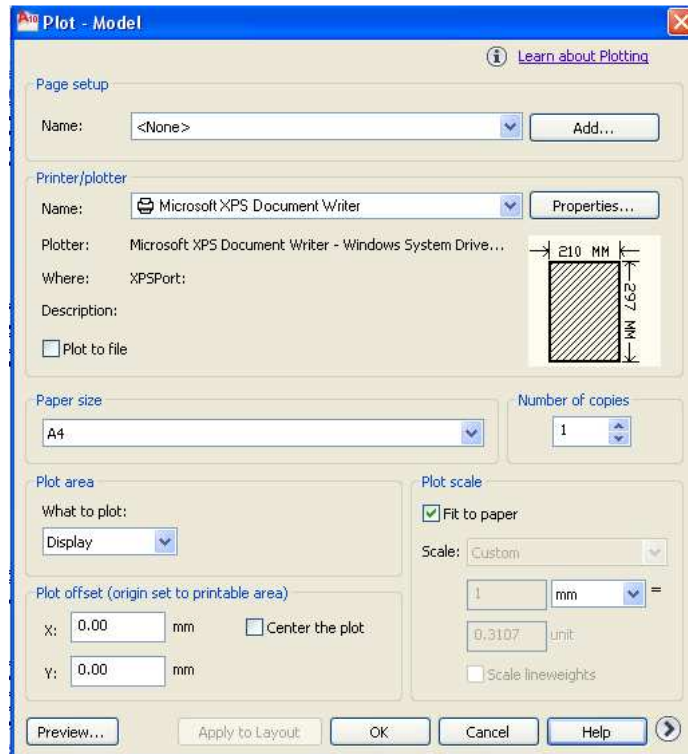 A10 Plot - Model
Learn about Plotting
Page setup
Name: <None> Add...
Printer/plotter
Name: Microsoft XPS Document Writer Properties...
Plotter: Microsoft XPS Document Writer - Windows System Drive...
Where: XPSPort:
Description:
Plot to file
210 MM
297 MM
Paper size
A4
Number of copies
1
Plot area
What to plot:
Display
Plot offset (origin set to printable area)
X: 0.00 mm Center the plot
Y: 0.00 mm
Plot scale
Fit to paper
Scale: Custom
1 mm =
0.3107 unit
Scale lineweights
Preview... Apply to Layout OK Cancel Help